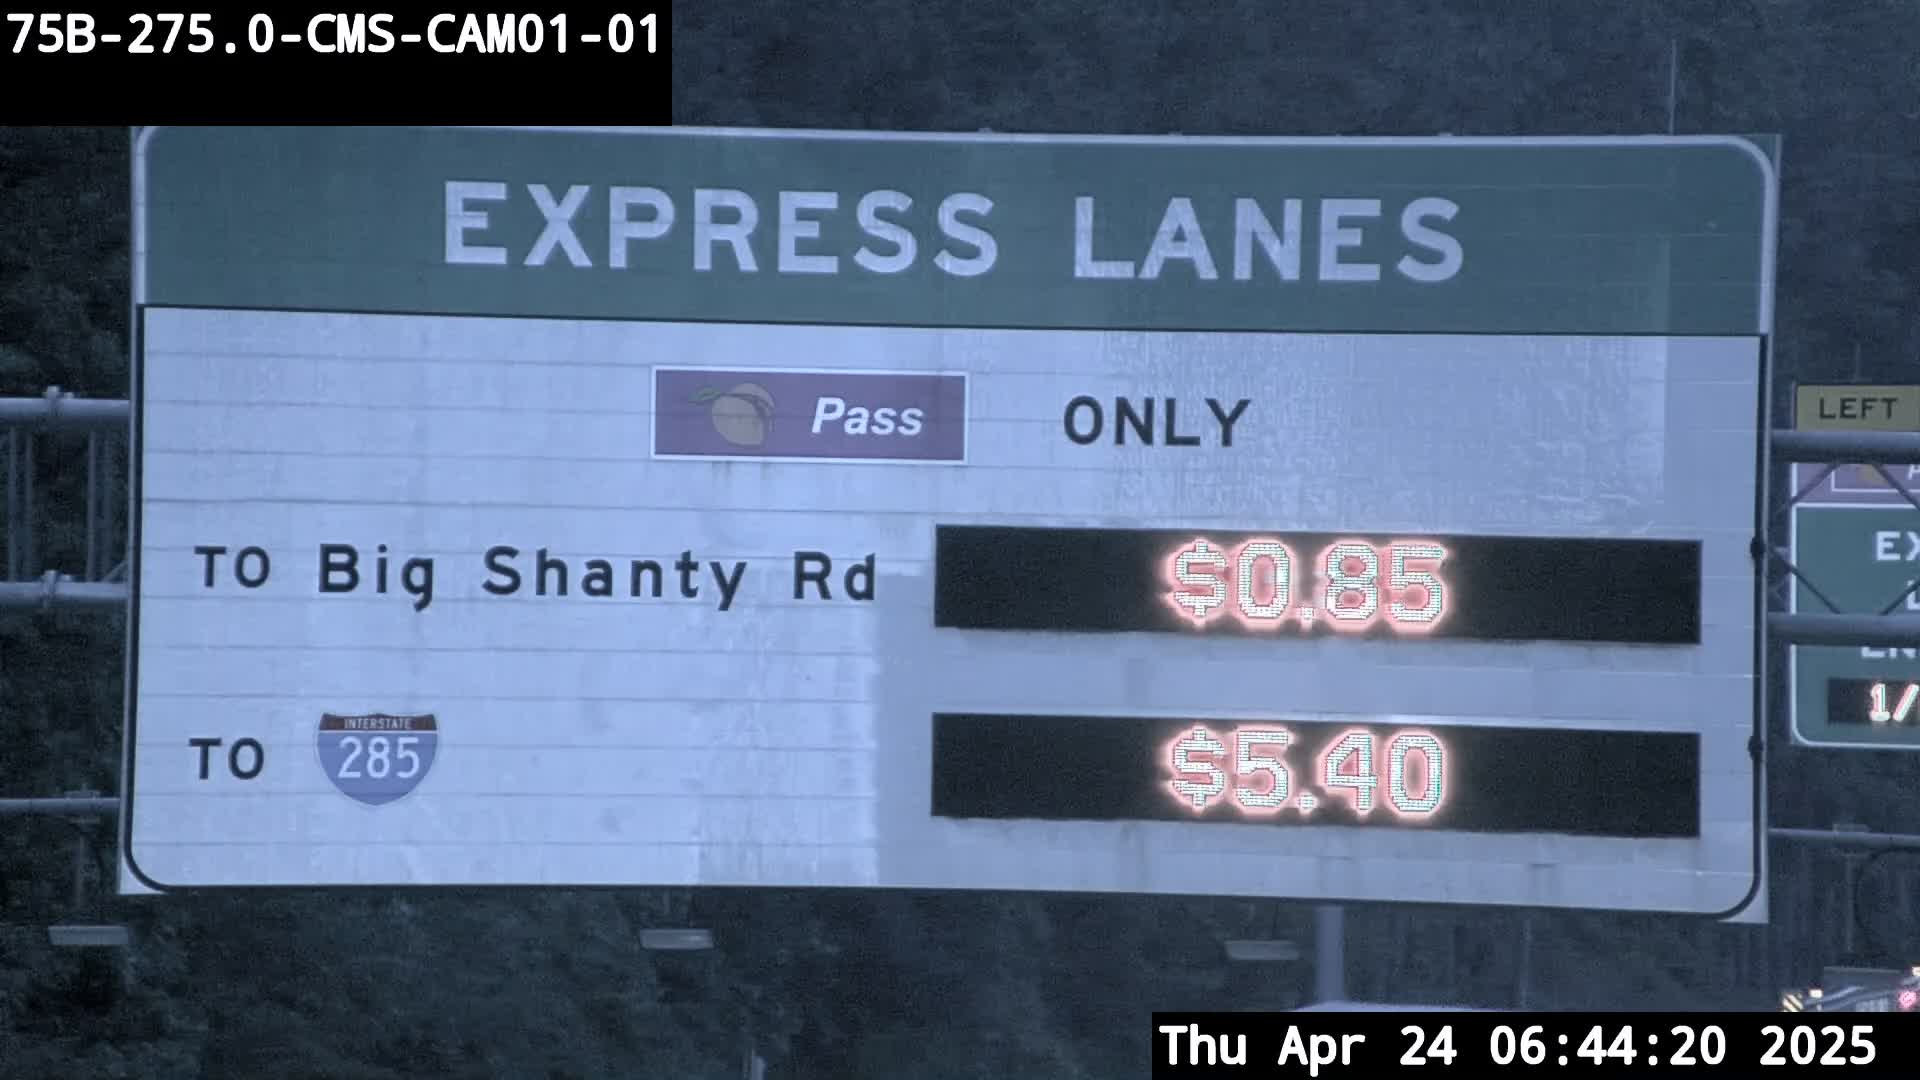 75B-275.0-CMS-CAM01-01
EXPRESS LANES
Pass ONLY
LEFT
TO Big Shanty Rd $0.85
TO INTERSTATE 285 $5.40
1/
Thu Apr 24 06:44:20 2025